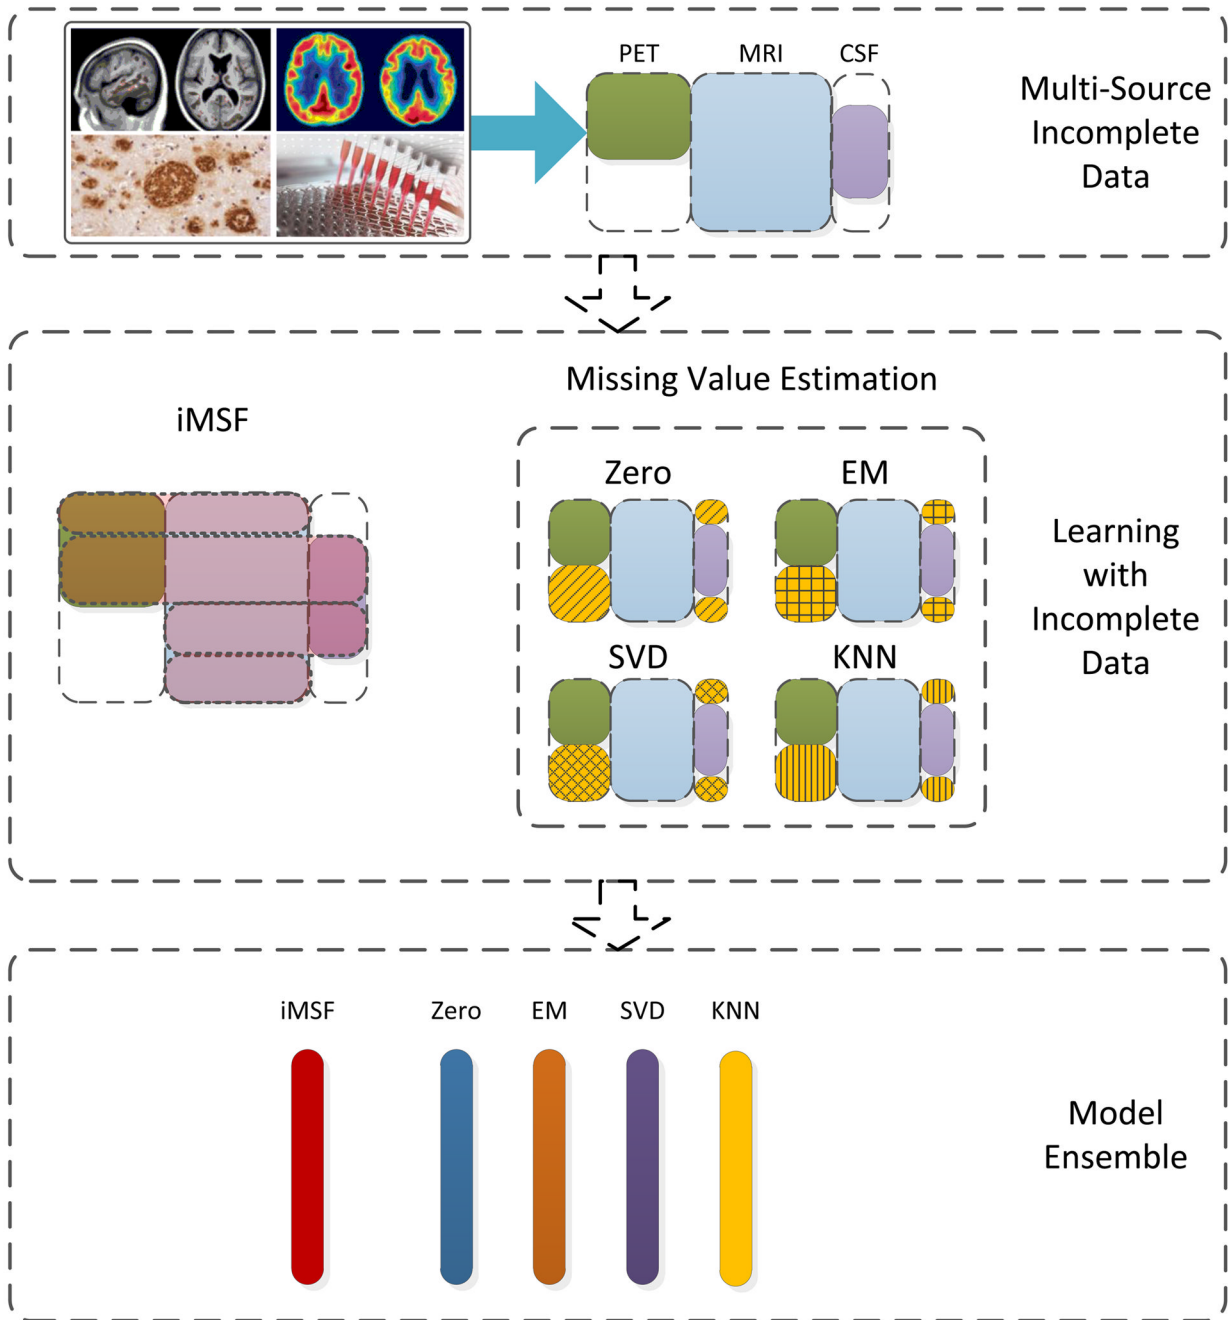 PET MRI CSF
Multi-Source
Incomplete
Data
iMSF
Missing Value Estimation
Zero EM
SVD KNN
Learning
with
Incomplete
Data
iMSF Zero EM SVD KNN
Model
Ensemble